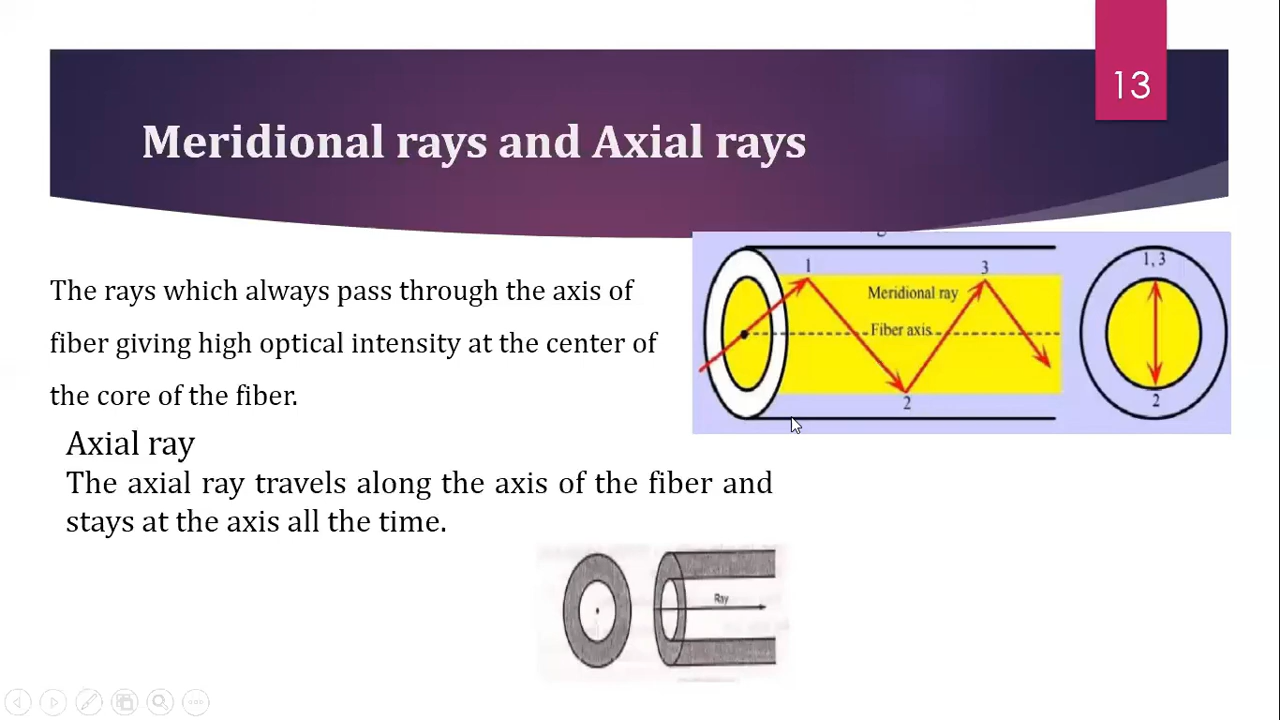 13
Meridional rays and Axial rays
The rays which always pass through the axis of
fiber giving high optical intensity at the center of
the core of the fiber.
1
3
Meridional ray
Fiber axis
2
1, 3
2
Axial ray
The axial ray travels along the axis of the fiber and
stays at the axis all the time.
Ray